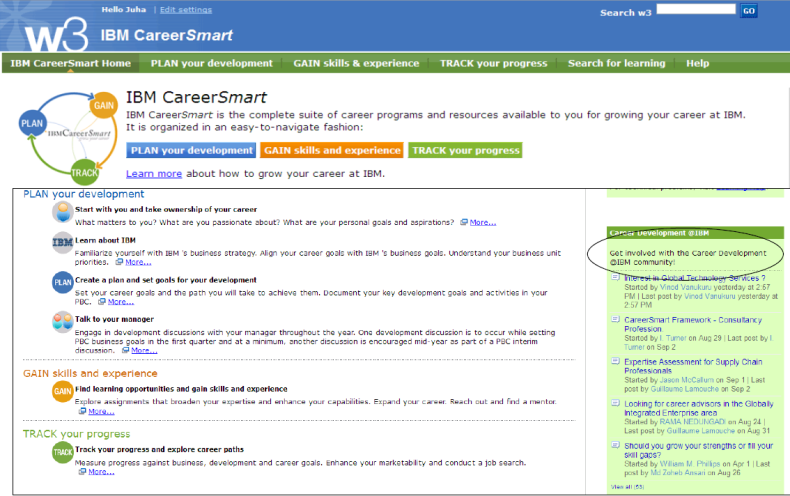 Hello Juha | Edit settings
Search w3 GO
w3 IBM CareerSmart
IBM CareerSmart Home PLAN your development GAIN skills & experience TRACK your progress Search for learning Help
PLAN GAIN TRACK IBM CareerSmart
IBM CareerSmart
IBM CareerSmart is the complete suite of career programs and resources available to you for growing your career at IBM.
It is organized in an easy-to-navigate fashion:
PLAN your development GAIN skills and experience TRACK your progress
Learn more about how to grow your career at IBM.
PLAN your development
Start with you and take ownership of your career
What matters to you? What are you passionate about? What are your personal goals and aspirations? More...
IBM Learn about IBM
Familiarize yourself with IBM 's business strategy. Align your career goals with IBM 's business goals. Understand your business unit
priorities. More...
PLAN Create a plan and set goals for your development
Set your career goals and the path you will take to achieve them. Document your key development goals and activities in your
PBC. More...
Talk to your manager
Engage in development discussions with your manager throughout the year. One development discussion is to occur while setting
PBC business goals in the first quarter and at a minimum, another discussion is encouraged mid-year as part of a PBC interim
discussion. More...
GAIN skills and experience
GAIN Find learning opportunities and gain skills and experience
Explore assignments that broaden your expertise and enhance your capabilities. Expand your career. Reach out and find a mentor.
More...
TRACK your progress
TRACK Track your progress and explore career paths
Measure progress against business, development and career goals. Enhance your marketability and conduct a job search.
More...
Career Development @IBM
Get involved with the Career Development
@IBM community!
Interest in Global Technology Services ?
Started by Vinod Vanukuru yesterday at 2:57
PM | Last post by Vinod Vanukuru yesterday at
2:57 PM
CareerSmart Framework - Consultancy
Profession
Started by I. Turner on Aug 29 | Last post by I.
Turner on Sep 2
Expertise Assessment for Supply Chain
Professionals
Started by Jason McCallum on Sep 1 | Last
post by Guillaume Lamouche on Sep 2
Looking for career advisors in the Globally
Integrated Enterprise area
Started by RAMA NEDUNGADI on Aug 24 |
Last post by Guillaume Lamouche on Aug 31
Should you grow your strengths or fill your
skill gaps?
Started by William M. Phillips on Apr 1 | Last
post by Md Zoheb Ansari on Aug 26
View all (55)